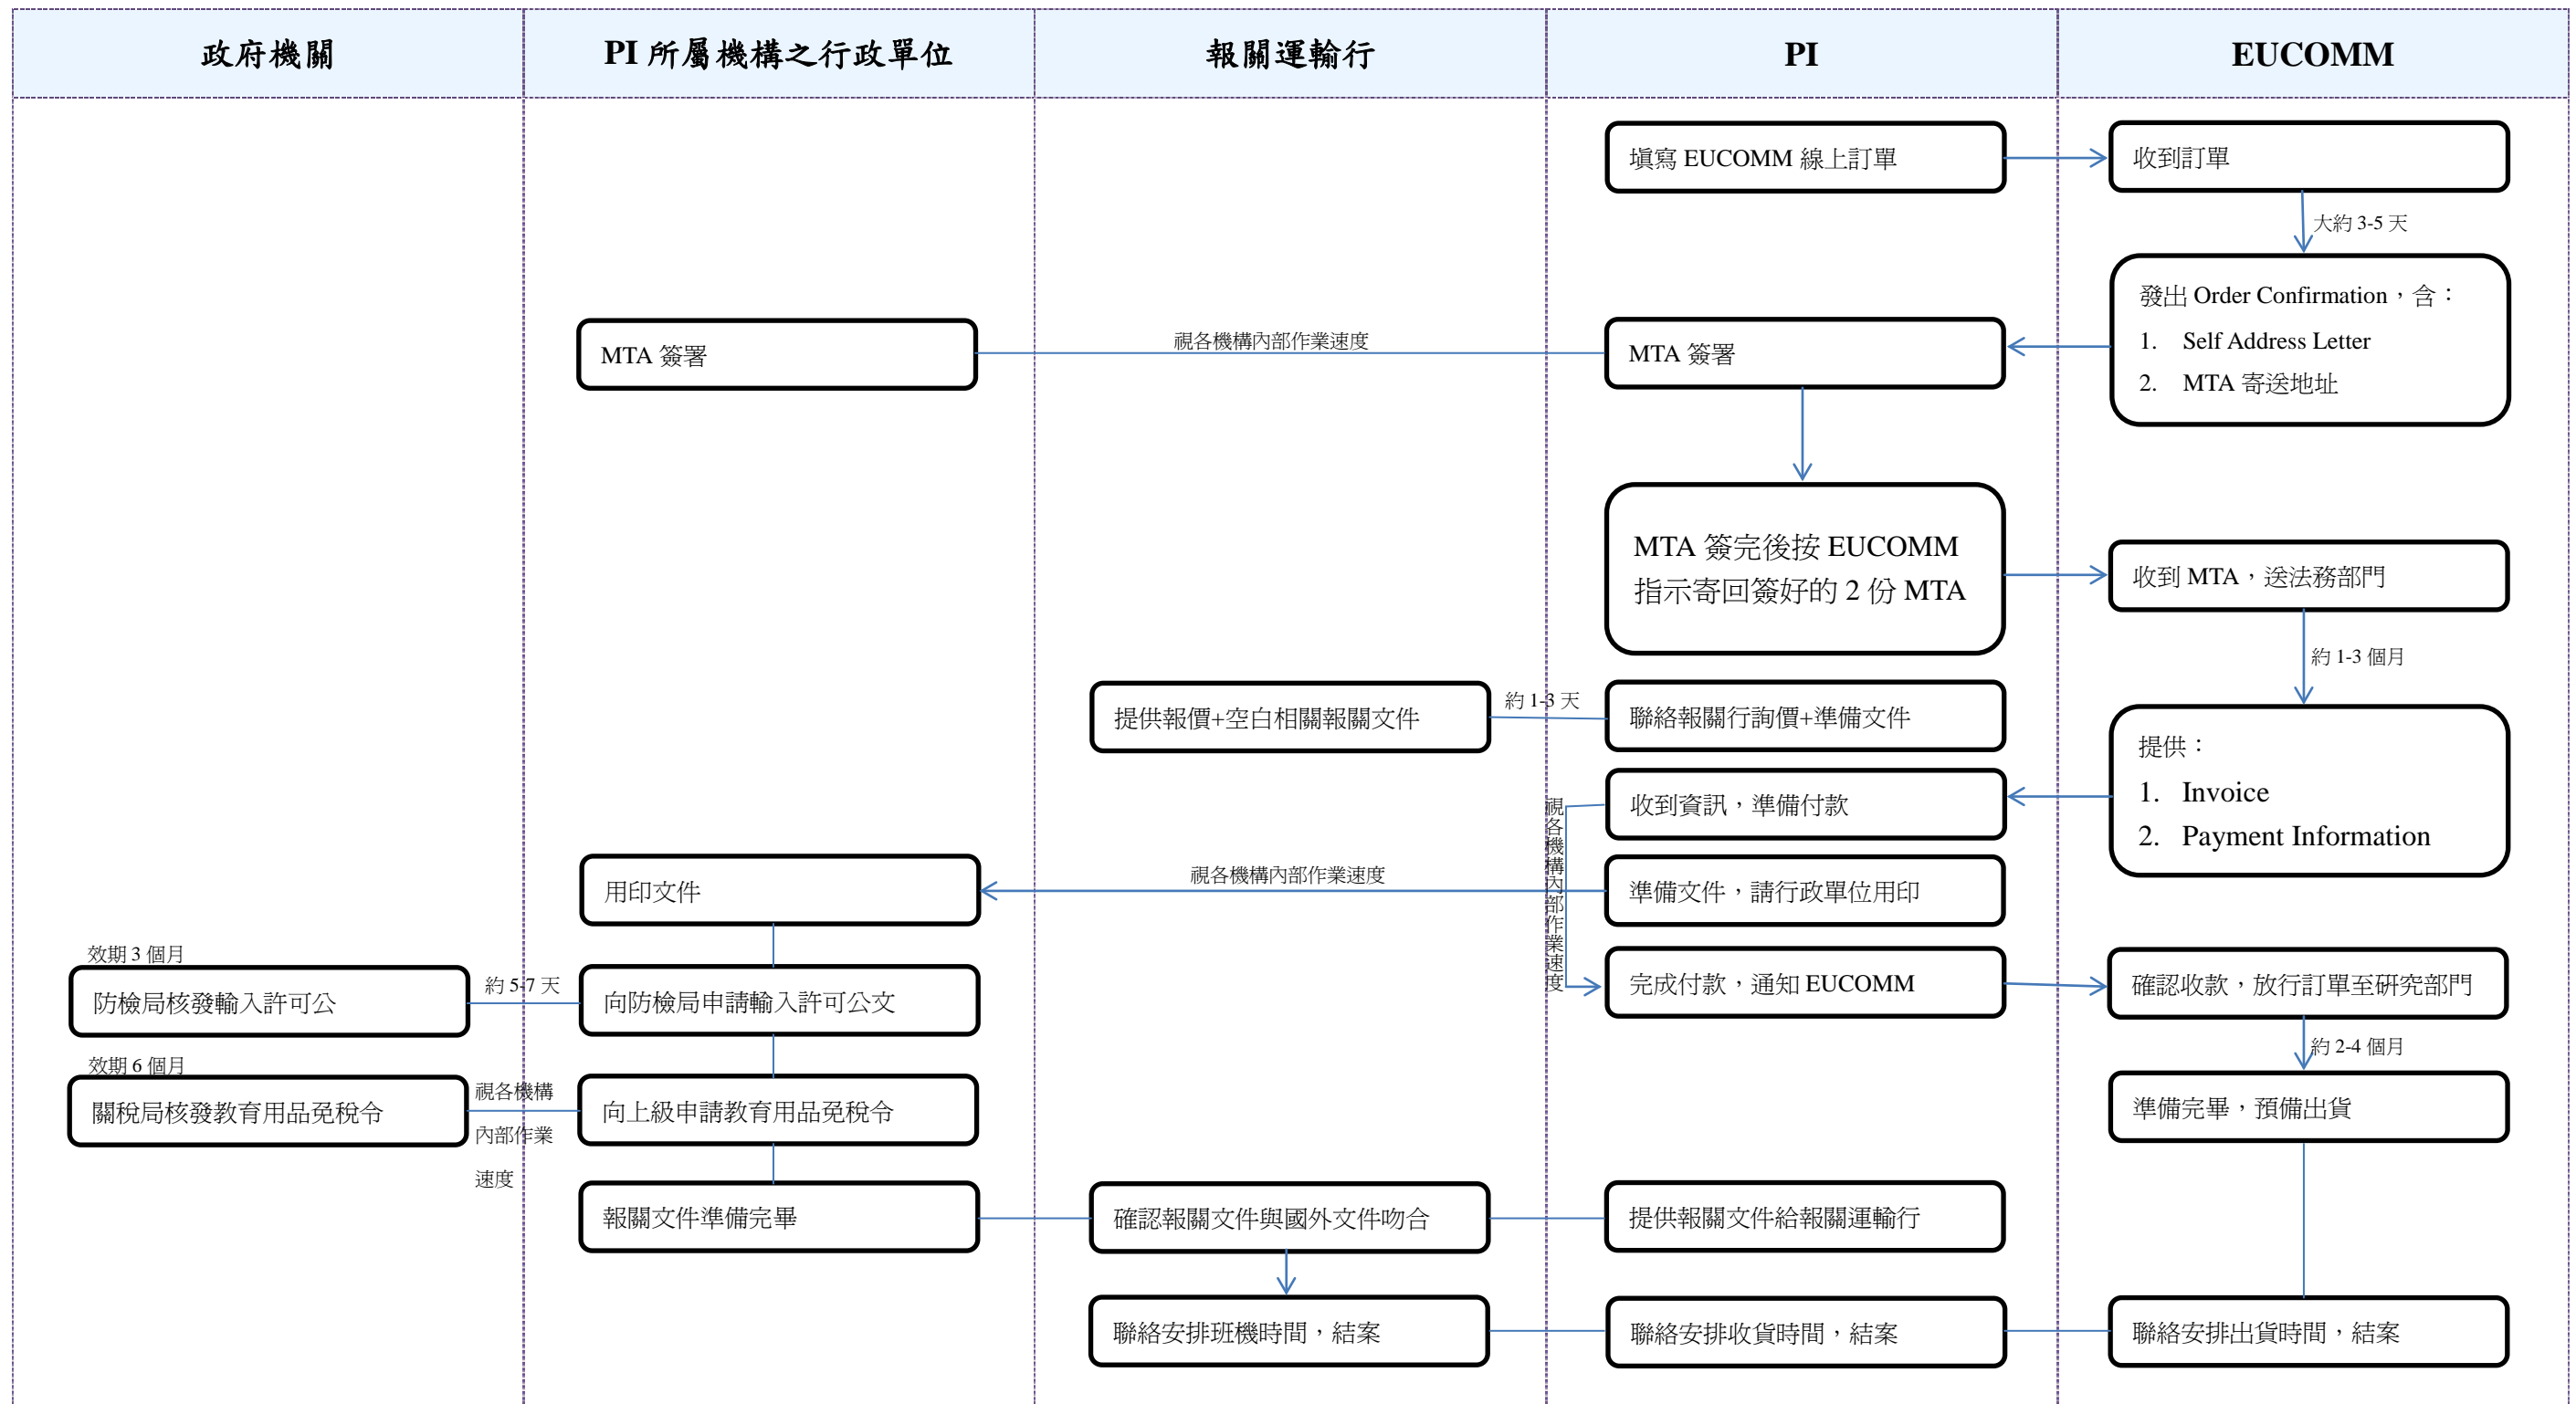 政府機關
PI 所屬機構之行政單位
報關運輸行
PI
EUCOMM
填寫 EUCOMM 線上訂單
收到訂單
大約 3-5 天
發出 Order Confirmation，含：
1. Self Address Letter
2. MTA 寄送地址
MTA 簽署
視各機構內部作業速度
MTA 簽署
MTA 簽完後按 EUCOMM
指示寄回簽好的 2 份 MTA
收到 MTA，送法務部門
約 1-3 個月
提供報價+空白相關報關文件
約 1-3 天
聯絡報關行詢價+準備文件
提供：
1. Invoice
2. Payment Information
收到資訊，準備付款
視各機構內部作業速度
用印文件
視各機構內部作業速度
準備文件，請行政單位用印
效期 3 個月
防檢局核發輸入許可公
約 5-7 天
向防檢局申請輸入許可公文
完成付款，通知 EUCOMM
確認收款，放行訂單至研究部門
約 2-4 個月
效期 6 個月
關稅局核發教育用品免稅令
視各機構
內部作業
速度
向上級申請教育用品免稅令
準備完畢，預備出貨
報關文件準備完畢
確認報關文件與國外文件吻合
提供報關文件給報關運輸行
聯絡安排班機時間，結案
聯絡安排收貨時間，結案
聯絡安排出貨時間，結案